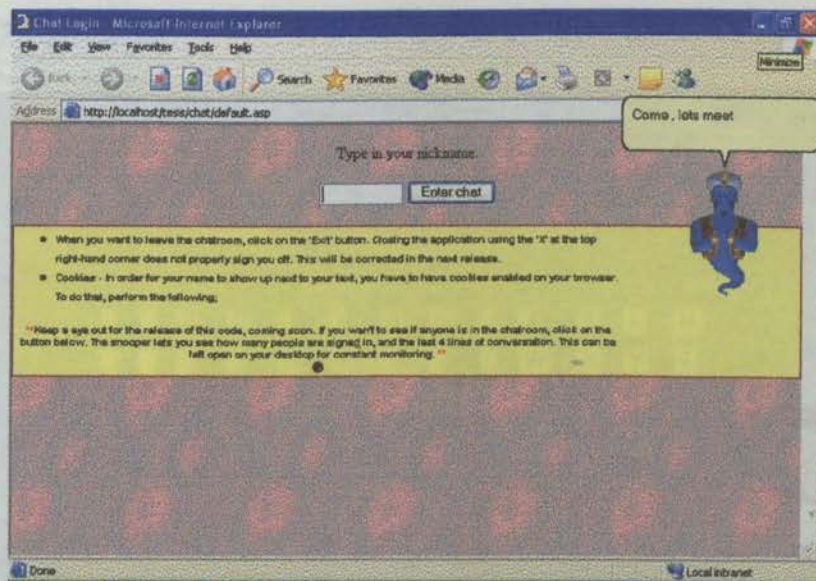 Chat Login - Microsoft Internet Explorer
File Edit View Favorites Tools Help
Minimize
Back Search Favorites Media
Address http://localhost/tess/chat/default.asp
Come, lets meet
Type in your nickname.
Enter chat
When you want to leave the chatroom, click on the 'Exit' button. Closing the application using the 'X' at the top
right-hand corner does not properly sign you off. This will be corrected in the next release.
Cookies - In order for your name to show up next to your text, you have to have cookies enabled on your browser.
To do that, perform the following;
"Keep a eye out for the release of this code, coming soon. If you want to see if anyone is in the chatroom, click on the
button below. The snooper lets you see how many people are signed in, and the last 4 lines of conversation. This can be
left open on your desktop for constant monitoring. "
Done
Local intranet